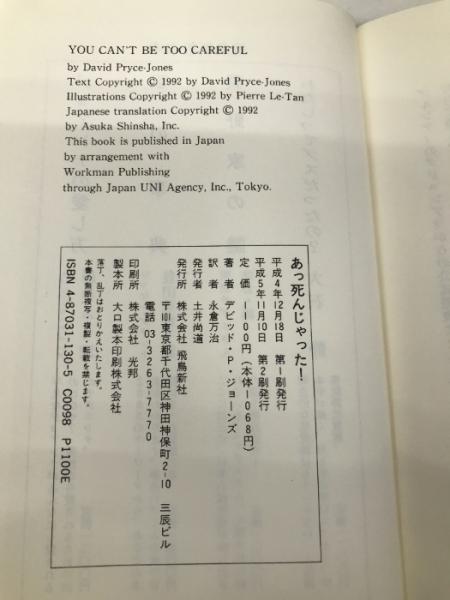 YOU CAN'T BE TOO CAREFUL
by David Pryce-Jones
Text Copyright © 1992 by David Pryce-Jones
Illustrations Copyright © 1992 by Pierre Le-Tan
Japanese translation Copyright © 1992
by Asuka Shinsha, Inc.
This book is published in Japan
by arrangement with
Workman Publishing
through Japan UNI Agency, Inc., Tokyo.
あっ死んじゃった!
平成4年12月18日 第1刷発行
平成5年11月10日 第2刷発行
定価 1100円(本体1068円)
著者 デビッド・P・ジョーンズ
訳者 永倉万治
発行者 土井尚道
発行所 株式会社 飛鳥新社
〒101東京都千代田区神田神保町2-10 三辰ビル
電話 03-3263-7770
印刷所 株式会社 光邦
製本所 大口製本印刷株式会社
落丁、乱丁はおとりかえいたします。
本書の無断複写・複製・転載を禁じます。
ISBN 4-87031-130-5 C0098 P1100E